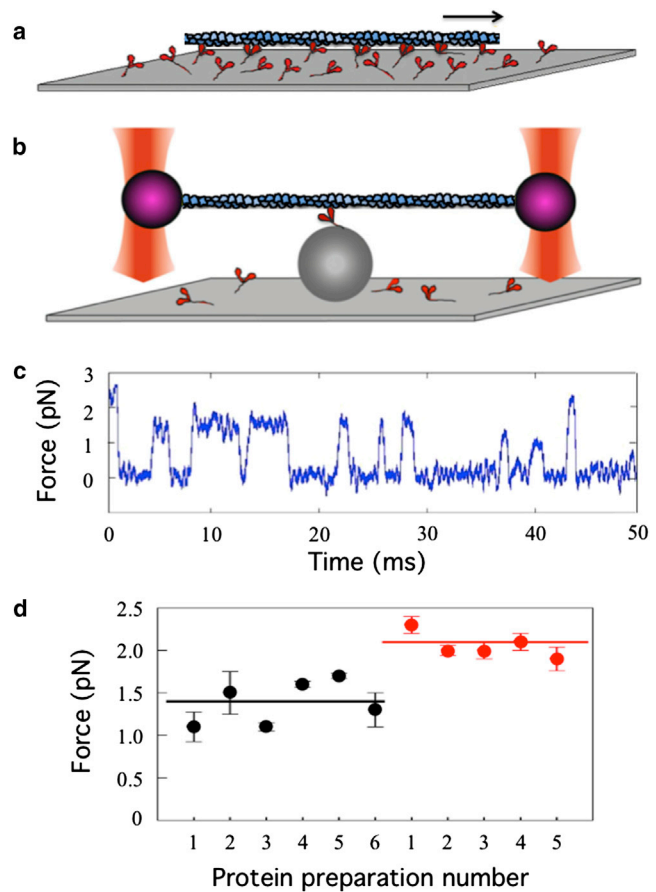 a
b
c
Force (pN)
3
2
1
0
0 10 20 30 40 50
Time (ms)
d
Force (pN)
2.5
2.0
1.5
1.0
0.5
0
1 2 3 4 5 6 1 2 3 4 5
Protein preparation number